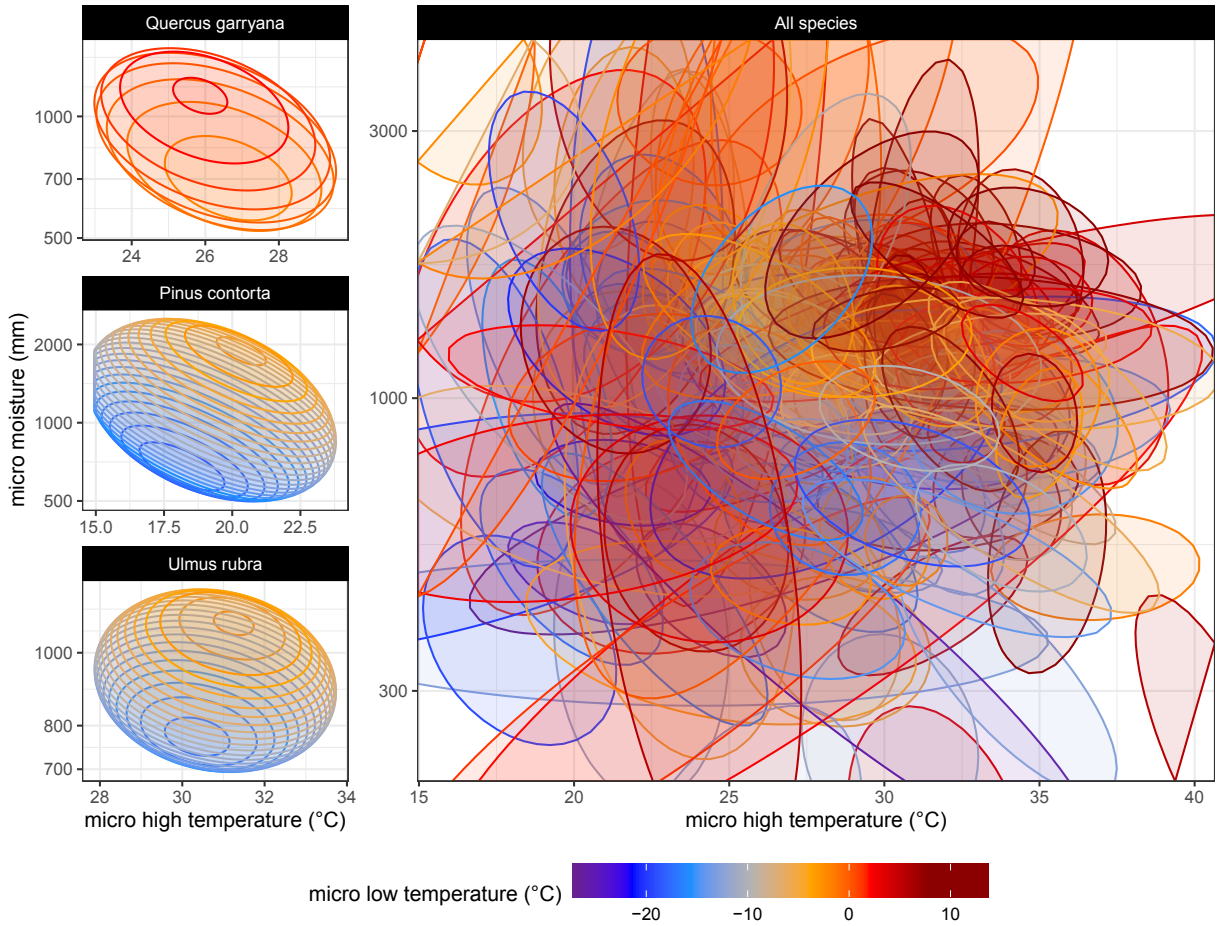 Quercus garryana
1000
700
500
24 26 28
Pinus contorta
2000
1000
500
15.0 17.5 20.0 22.5
Ulmus rubra
1000
800
700
28 30 32 34
micro high temperature (°C)
micro moisture (mm)
All species
3000
1000
300
15 20 25 30 35 40
micro high temperature (°C)
micro low temperature (°C)
−20 −10 0 10